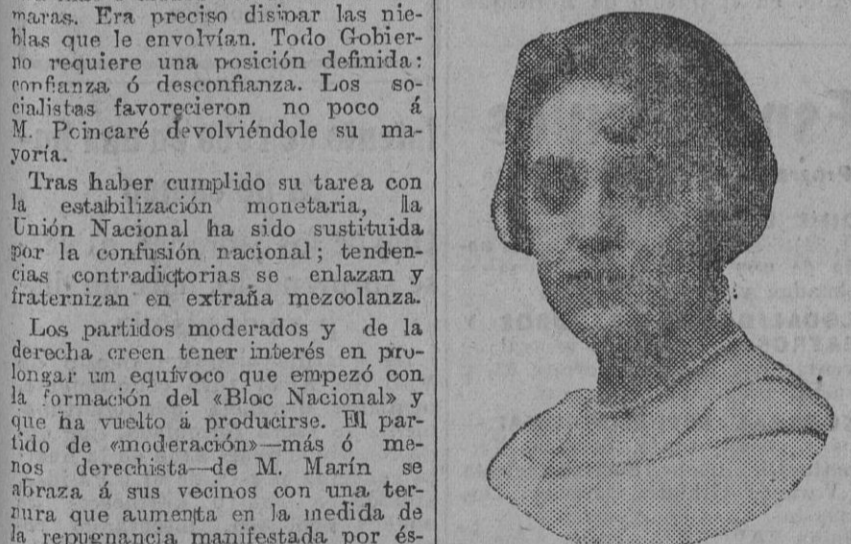 maras. Era preciso disipar las nie-
blas que le envolvían. Todo Gobier-
no requiere una posición definida:
confianza ó desconfianza. Los so-
cialistas favorecieron no poco á
M. Poincaré devolviéndole su ma-
yoría.
Tras haber cumplido su tarea con
la estabilización monetaria, la
Unión Nacional ha sido sustituida
por la confusión nacional; tenden-
cias contradictorias se enlazan y
fraternizan en extraña mezcolanza.
Los partidos moderados y de la
derecha creen tener interés en pro-
longar un equívoco que empezó con
la formación del «Bloc Nacional» y
que ha vuelto á producirse. El par-
tido de «moderación»—más ó me-
nos derechista—de M. Marín se
abraza á sus vecinos con una ter-
nura que aumenta en la medida de
la repugnancia manifestada por és-